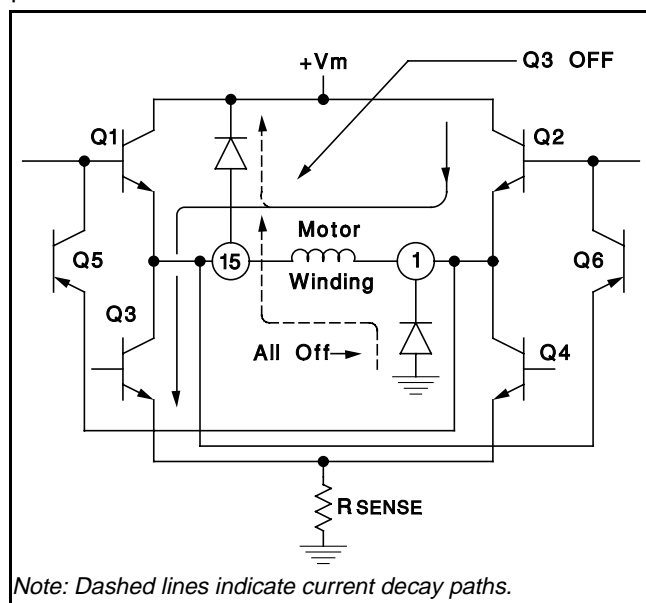 +Vm
Q3 OFF
Q1
Q2
Motor
15
1
Winding
Q5
Q6
Q3
Q4
All Off
RSENSE
Note: Dashed lines indicate current decay paths.